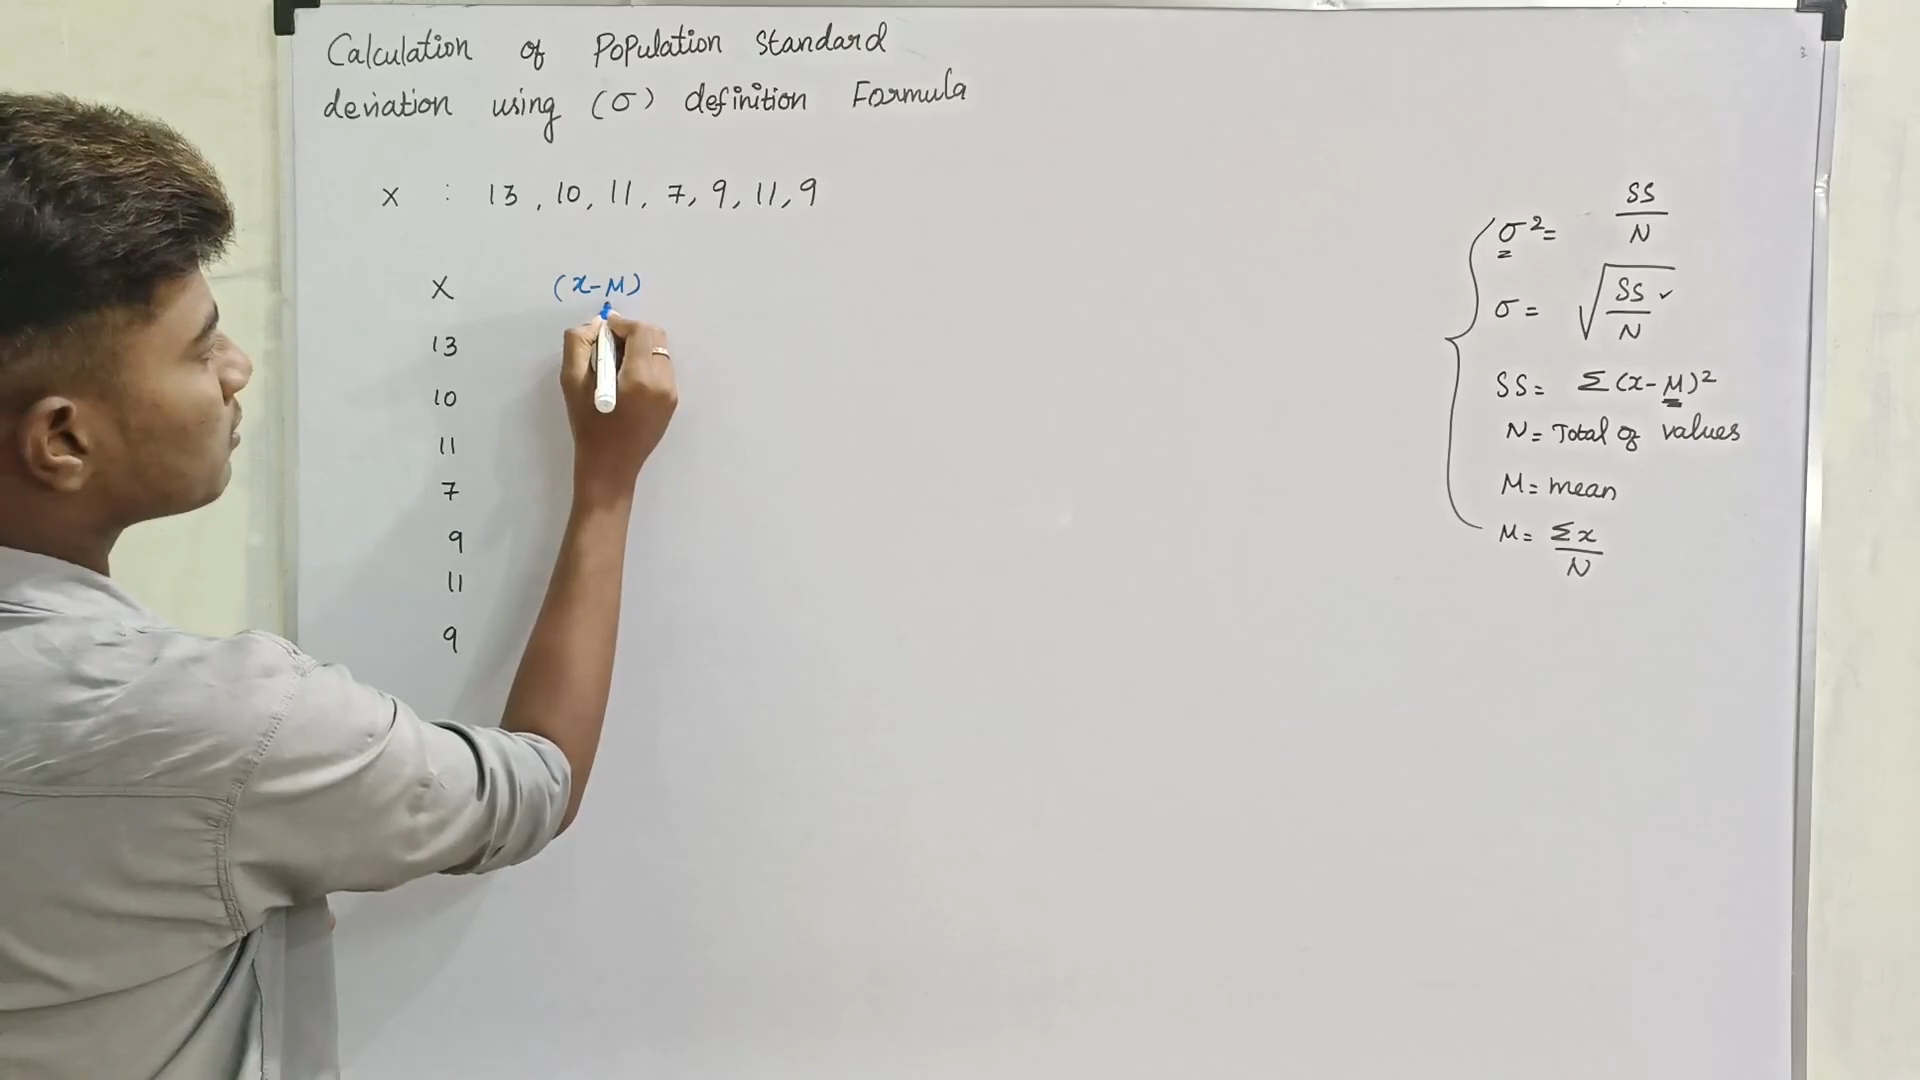 Calculation of Population Standard
deviation using (σ) definition Formula
X : 13, 10, 11, 7, 9, 11, 9
X (x-M)
13
10
11
7
9
11
9
σ² = SS/N
σ = √SS/N ✓
SS = Σ(x-M)²
N = Total of values
M = mean
M = Σx/N